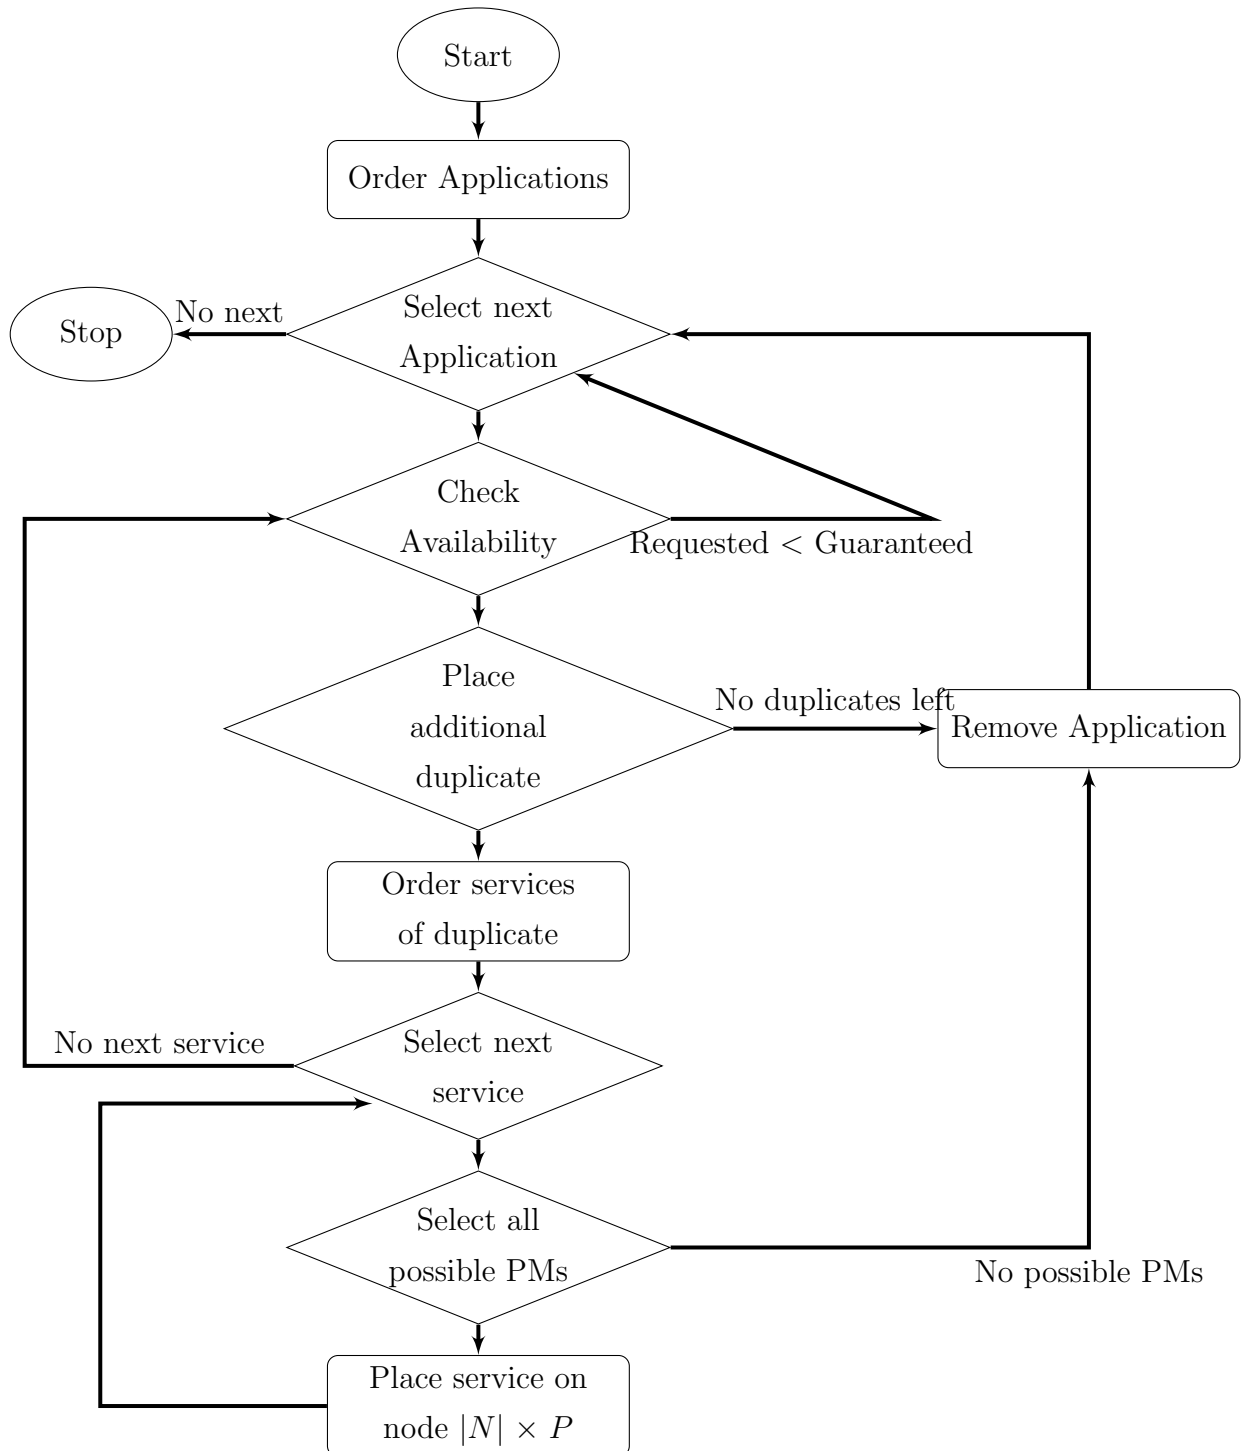 Start
Order Applications
Select next
Application
No next
Stop
Check
Availability
Requested < Guaranteed
Place
additional
duplicate
No duplicates left
Remove Application
Order services
of duplicate
No next service
Select next
service
Select all
possible PMs
No possible PMs
Place service on
node |N| × P